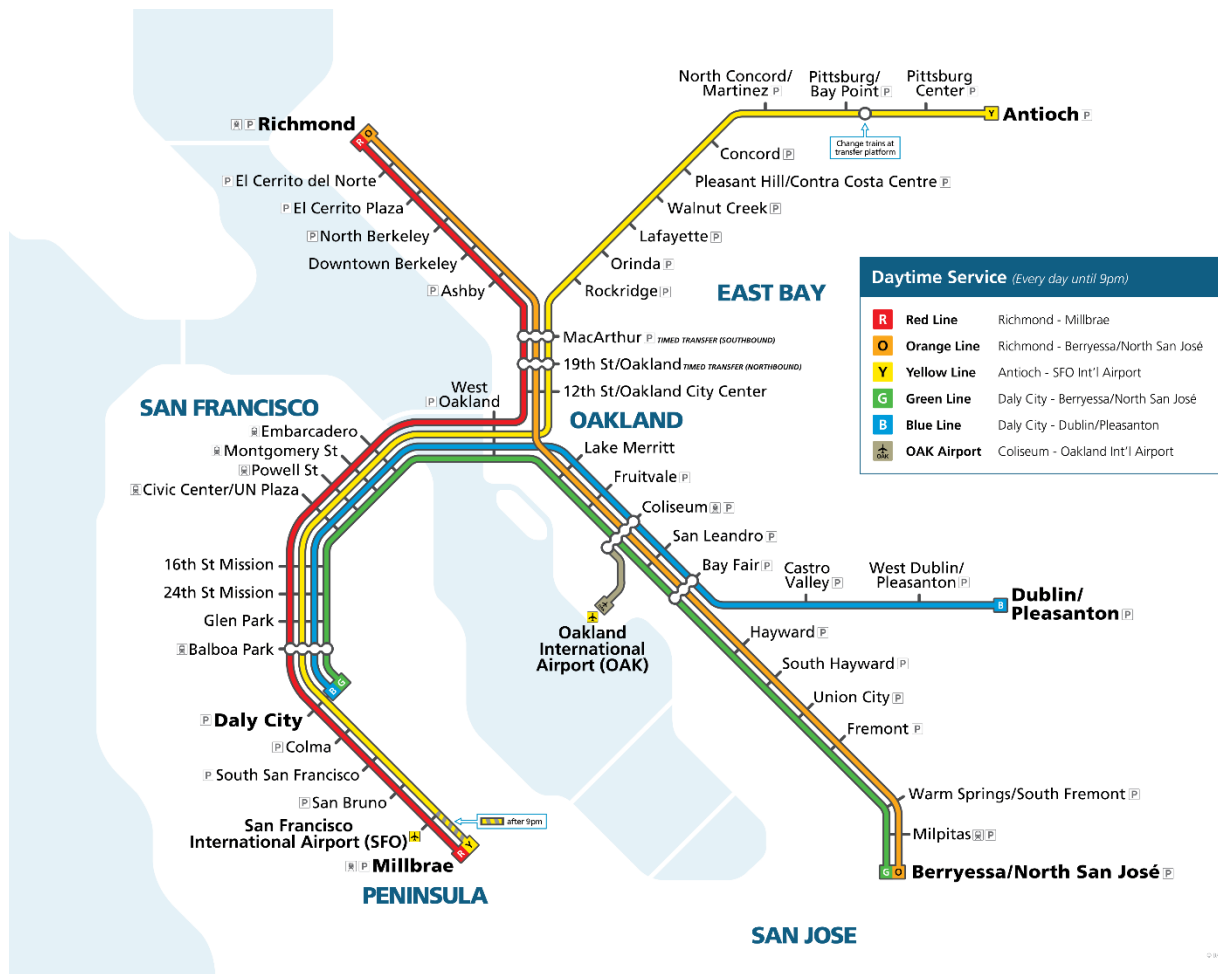 North Concord/
Martinez P
Pittsburg/
Bay Point P
Pittsburg
Center P
Y
Antioch P
Change trains at
transfer platform
P Richmond
R O
Concord P
P El Cerrito del Norte
Pleasant Hill/Contra Costa Centre P
P El Cerrito Plaza
Walnut Creek P
P North Berkeley
Lafayette P
Downtown Berkeley
Orinda P
P Ashby
Rockridge P
EAST BAY
Daytime Service (Every day until 9pm)
R Red Line Richmond - Millbrae
O Orange Line Richmond - Berryessa/North San José
Y Yellow Line Antioch - SFO Int'l Airport
G Green Line Daly City - Berryessa/North San José
B Blue Line Daly City - Dublin/Pleasanton
OAK OAK Airport Coliseum - Oakland Int'l Airport
MacArthur P TIMED TRANSFER (SOUTHBOUND)
19th St/Oakland TIMED TRANSFER (NORTHBOUND)
12th St/Oakland City Center
West
P Oakland
SAN FRANCISCO
OAKLAND
Embarcadero
Montgomery St
Powell St
Civic Center/UN Plaza
Lake Merritt
Fruitvale P
Coliseum P
San Leandro P
Bay Fair P
Castro
Valley P
West Dublin/
Pleasanton P
B
Dublin/
Pleasanton P
16th St Mission
24th St Mission
Glen Park
Balboa Park
Oakland
International
Airport (OAK)
Hayward P
South Hayward P
Union City P
Fremont P
B G
P Daly City
P Colma
P South San Francisco
P San Bruno
San Francisco
International Airport (SFO)
after 9pm
R Y
P Millbrae
PENINSULA
Warm Springs/South Fremont P
Milpitas P
G O
Berryessa/North San José P
SAN JOSE